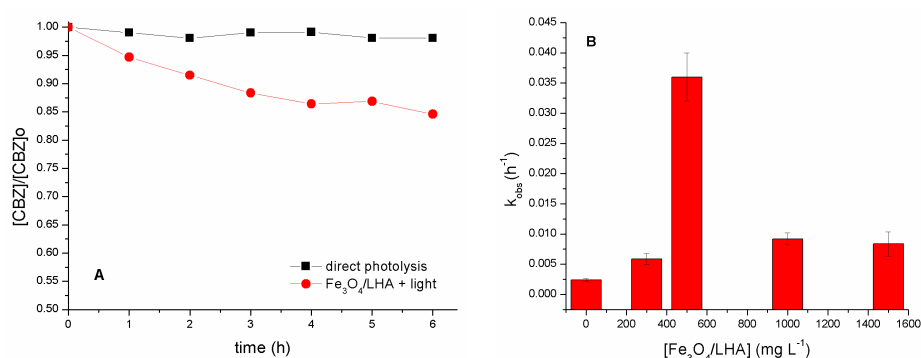 1.00
0.95
0.90
0.85
0.80
0.75
0.70
0.65
0.60
0.55
0.50
[CBZ]/[CBZ]o
A
direct photolysis
Fe₃O₄/LHA + light
0 1 2 3 4 5 6
time (h)
B
0.045
0.040
0.035
0.030
0.025
0.020
0.015
0.010
0.005
0.000
k_obs (h⁻¹)
0 200 400 600 800 1000 1200 1400 1600
[Fe₃O₄/LHA] (mg L⁻¹)